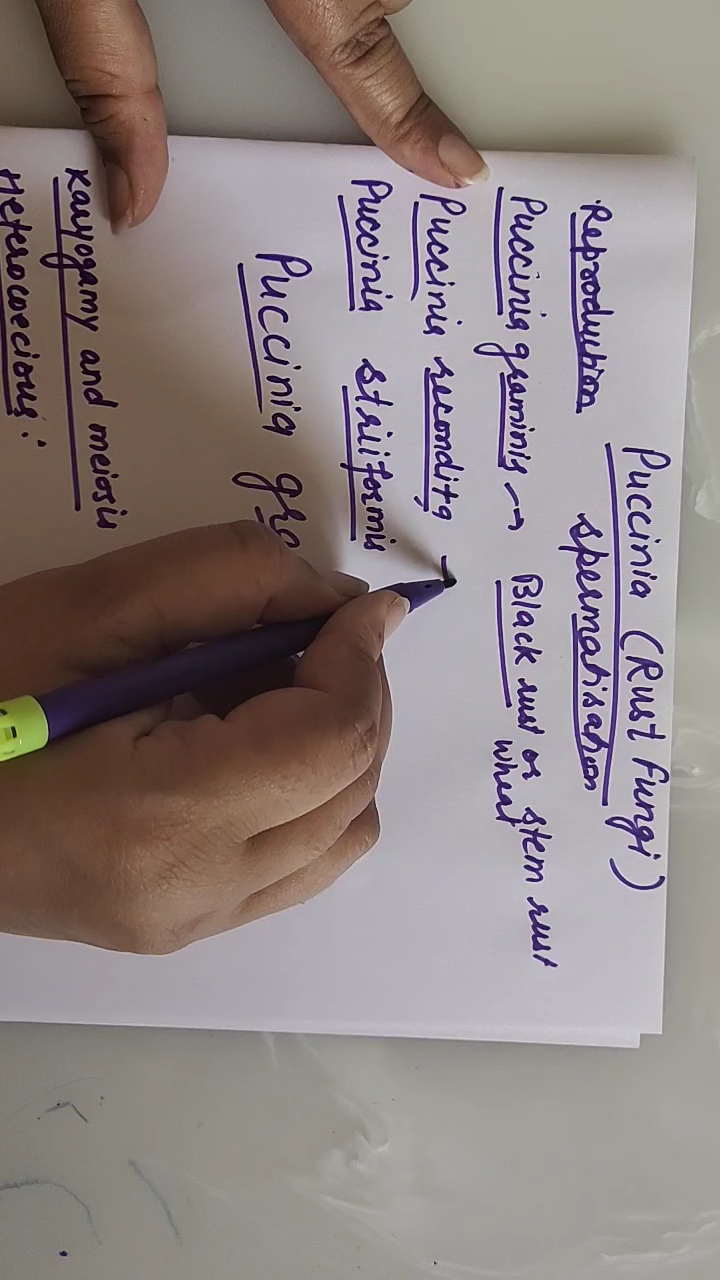 Puccinia (Rust Fungi)
Reproduction spermatisation
Puccinia graminis → Black rust or stem rust
wheat
Puccinia recondita -
Puccinia striiformis
Puccinia gra
Karyogamy and meiosis
Heteroecious: